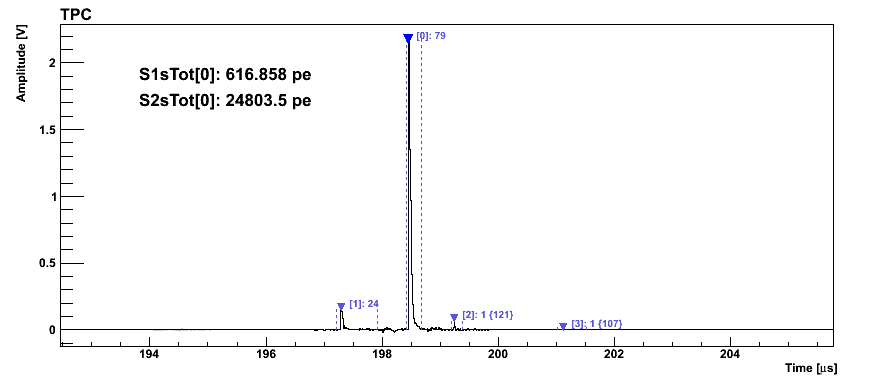 TPC
Amplitude [V]
[0]: 79
2
S1sTot[0]: 616.858 pe
S2sTot[0]: 24803.5 pe
1.5
1
0.5
[1]: 24
[2]: 1 {121}
[3]: 1 {107}
0
194 196 198 200 202 204
Time [μs]